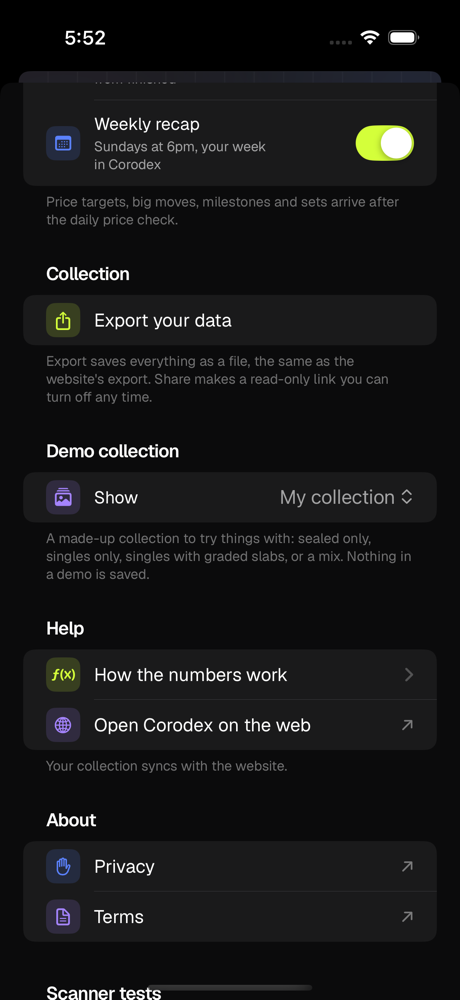 5:52
from finished
Weekly recap
Sundays at 6pm, your week
in Corodex
Price targets, big moves, milestones and sets arrive after
the daily price check.
Collection
Export your data
Export saves everything as a file, the same as the
website's export. Share makes a read-only link you can
turn off any time.
Demo collection
Show
My collection
A made-up collection to try things with: sealed only,
singles only, singles with graded slabs, or a mix. Nothing in
a demo is saved.
Help
f(x)
How the numbers work
Open Corodex on the web
Your collection syncs with the website.
About
Privacy
Terms
Scanner tests